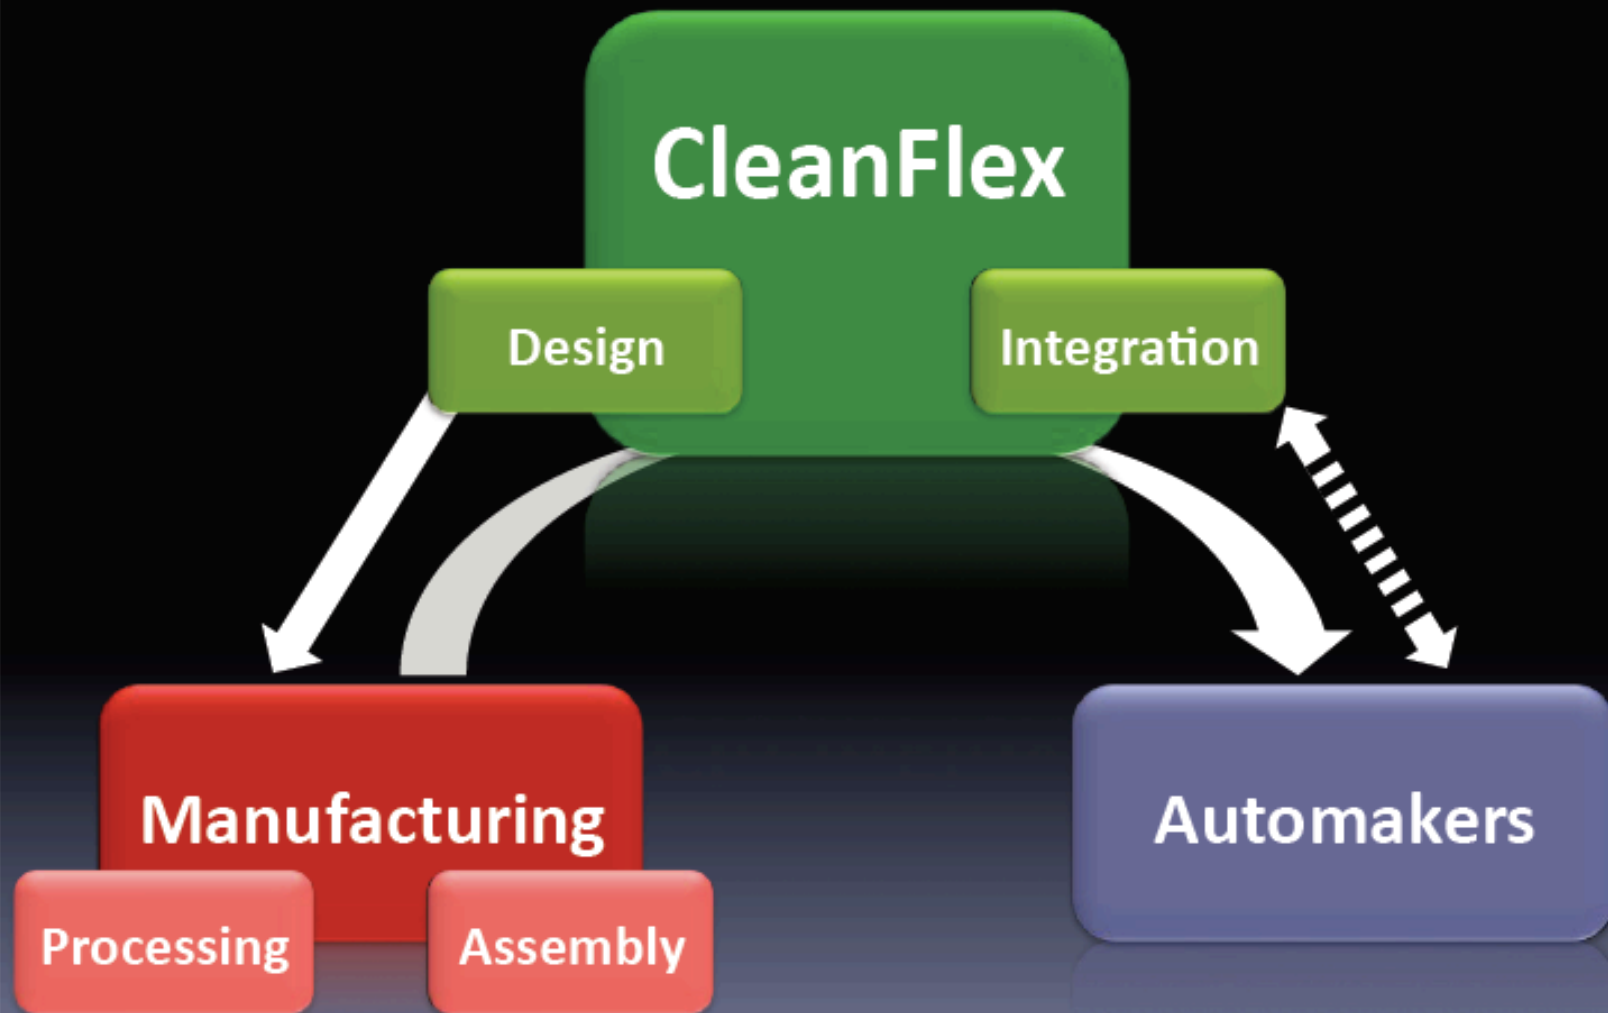 CleanFlex
Design
Integration
Manufacturing
Automakers
Processing
Assembly